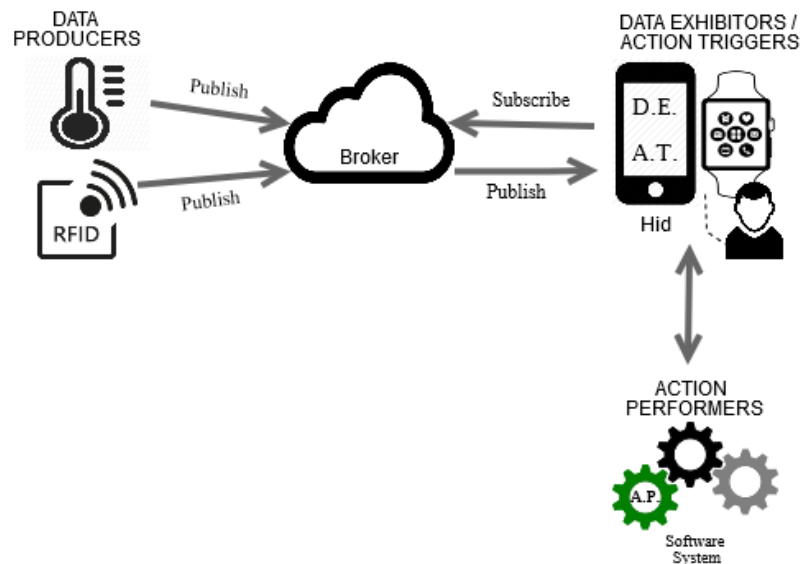 DATA
PRODUCERS
Publish
Publish
RFID
Broker
Subscribe
Publish
DATA EXHIBITORS /
ACTION TRIGGERS
D.E.
A.T.
Hid
ACTION
PERFORMERS
A.P.
Software
System